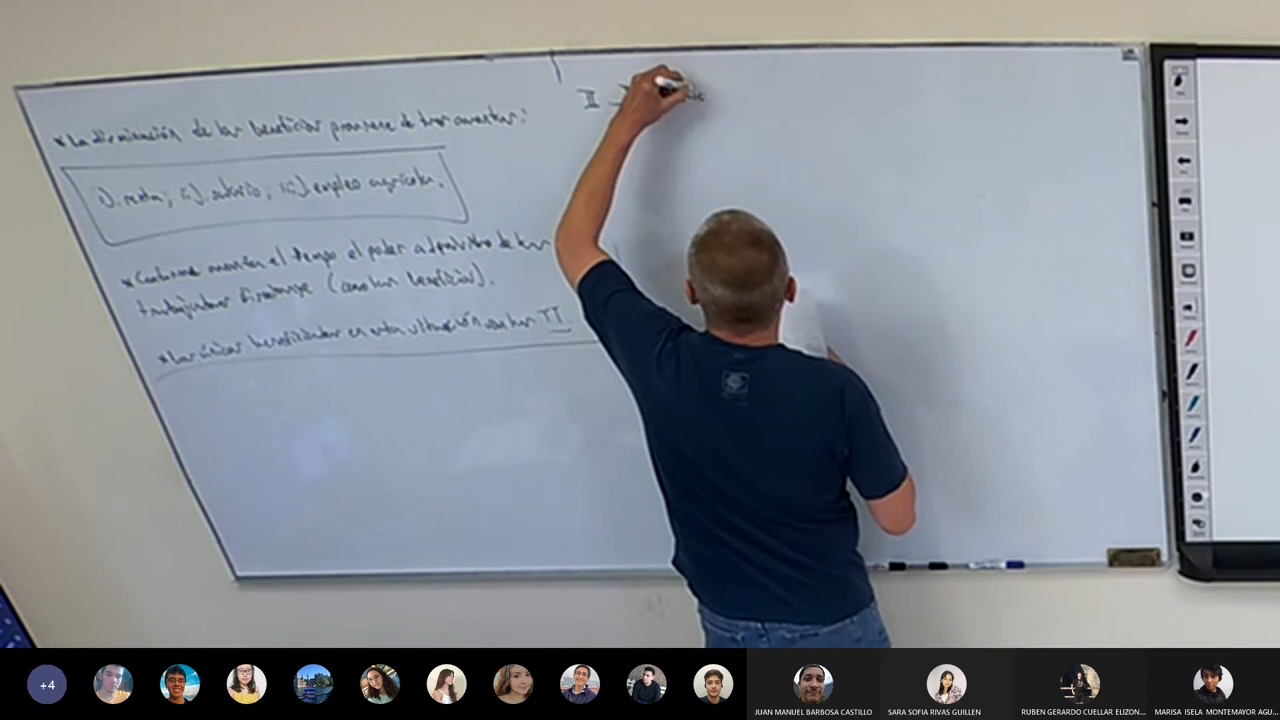 * La disminución de los beneficios proviene de tres cuentas:
i). renta; ii). salario; iii). empleo agrícola.
* Conforme avanza el tiempo el poder adquisitivo de los
trabajadores disminuye (con los beneficios).
* Los únicos beneficiados en esta situación son los TT.
II
+4
JUAN MANUEL BARBOSA CASTILLO
SARA SOFIA RIVAS GUILLEN
RUBEN GERARDO CUELLAR ELIZON...
MARISA ISELA MONTEMAYOR AGU...